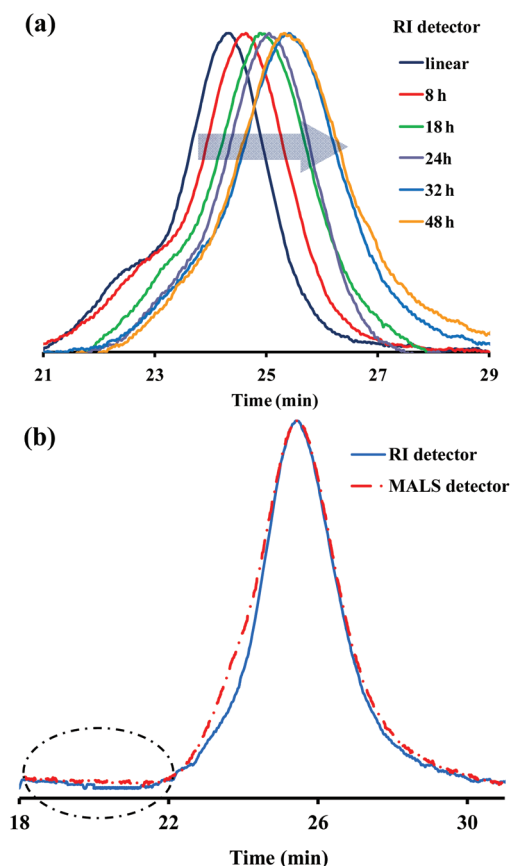 (a)
RI detector
linear
8 h
18 h
24h
32 h
48 h
21 23 25 27 29
Time (min)
(b)
RI detector
MALS detector
18 22 26 30
Time (min)